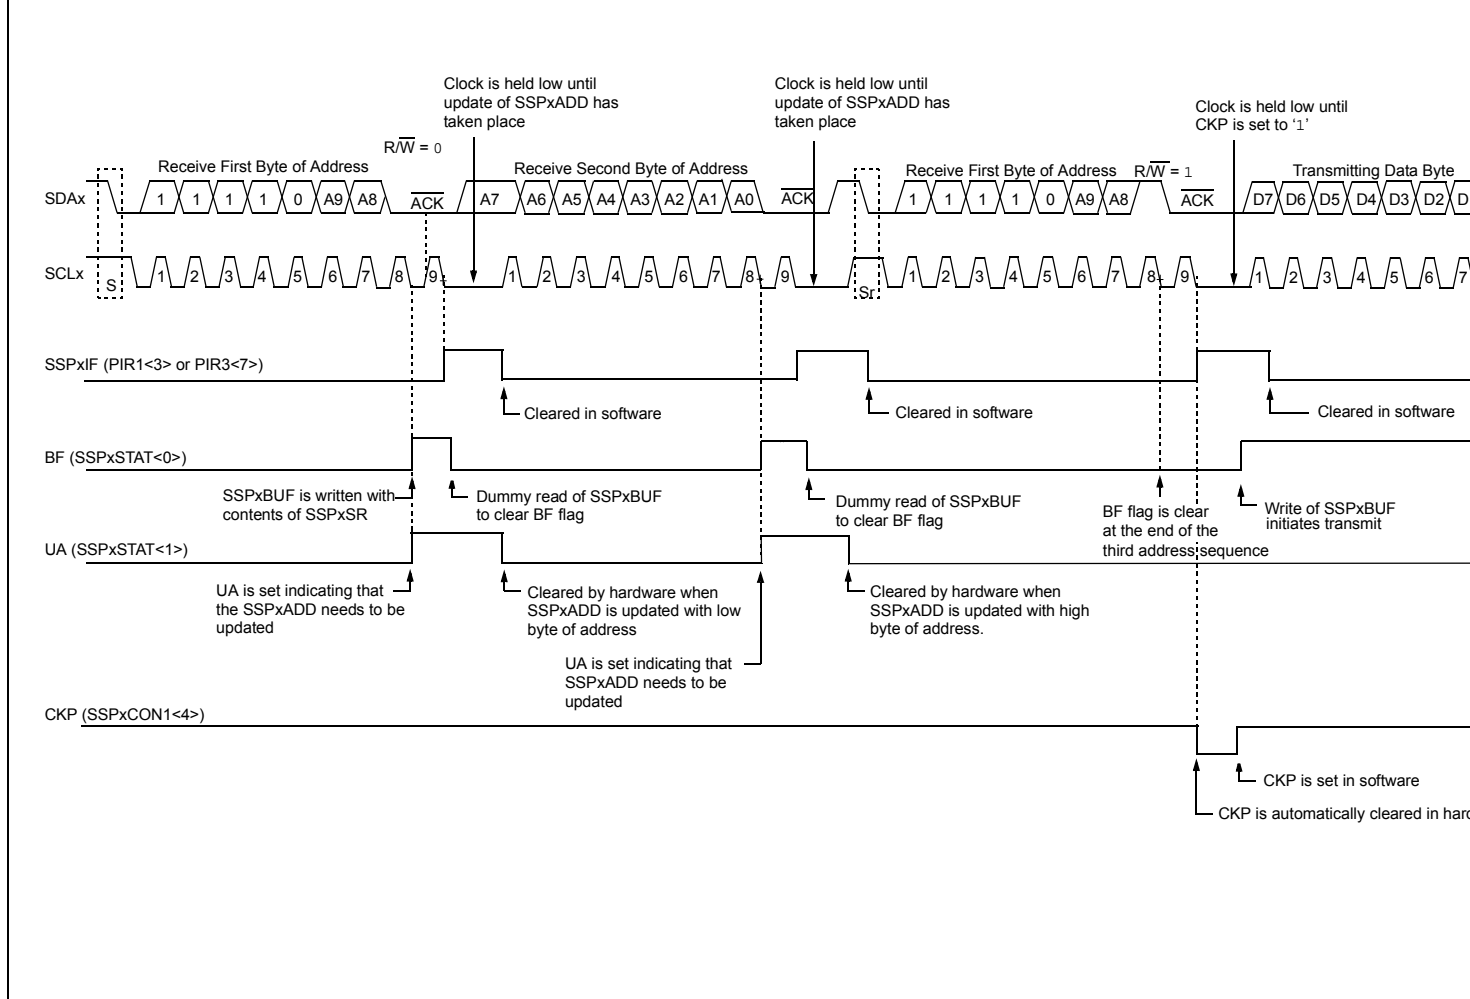 Clock is held low until
update of SSPxADD has
taken place
Clock is held low until
update of SSPxADD has
taken place
Clock is held low until
CKP is set to ‘1’
R/W = 0
Receive First Byte of Address
Receive Second Byte of Address
Receive First Byte of Address
R/W = 1
Transmitting Data Byte
SDAx 1 1 1 1 0 A9 A8 ACK A7 A6 A5 A4 A3 A2 A1 A0 ACK 1 1 1 1 0 A9 A8 ACK D7 D6 D5 D4 D3 D2 D
SCLx S 1 2 3 4 5 6 7 8 9 1 2 3 4 5 6 7 8 9 Sr 1 2 3 4 5 6 7 8 9 1 2 3 4 5 6 7
SSPxIF (PIR1<3> or PIR3<7>)
Cleared in software
Cleared in software
Cleared in software
BF (SSPxSTAT<0>)
SSPxBUF is written with
contents of SSPxSR
Dummy read of SSPxBUF
to clear BF flag
Dummy read of SSPxBUF
to clear BF flag
BF flag is clear
at the end of the
third address sequence
Write of SSPxBUF
initiates transmit
UA (SSPxSTAT<1>)
UA is set indicating that
the SSPxADD needs to be
updated
Cleared by hardware when
SSPxADD is updated with low
byte of address
UA is set indicating that
SSPxADD needs to be
updated
Cleared by hardware when
SSPxADD is updated with high
byte of address.
CKP (SSPxCON1<4>)
CKP is set in software
CKP is automatically cleared in hard